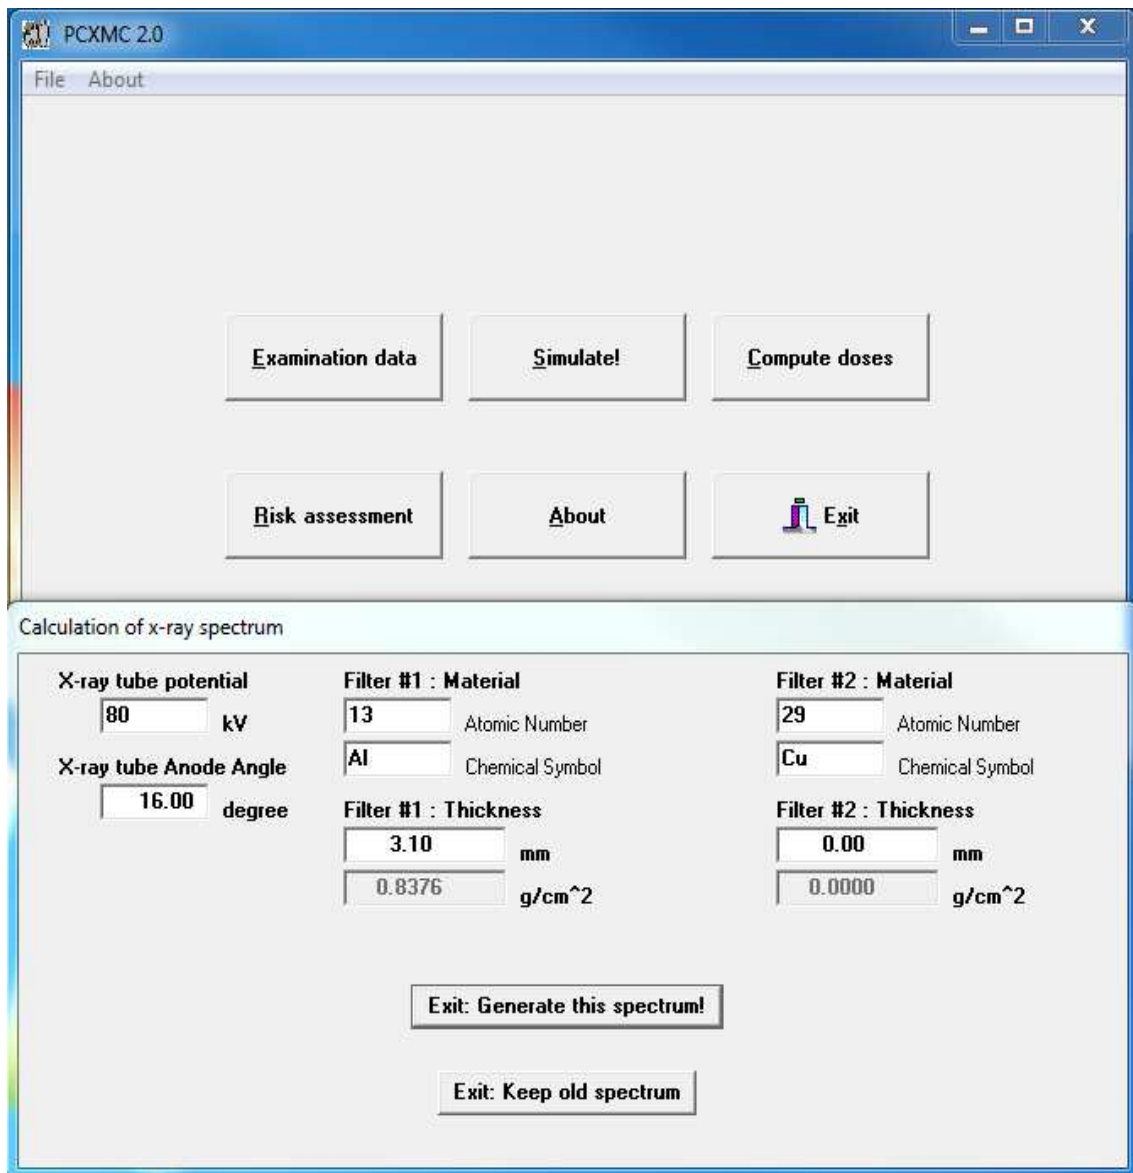 PCXMC 2.0
File About
Examination data Simulate! Compute doses
Risk assessment About Exit
Calculation of x-ray spectrum
X-ray tube potential Filter #1 : Material Filter #2 : Material
80 kV 13 Atomic Number 29 Atomic Number
X-ray tube Anode Angle Al Chemical Symbol Cu Chemical Symbol
16.00 degree Filter #1 : Thickness Filter #2 : Thickness
3.10 mm 0.00 mm
0.8376 g/cm^2 0.0000 g/cm^2
Exit: Generate this spectrum!
Exit: Keep old spectrum